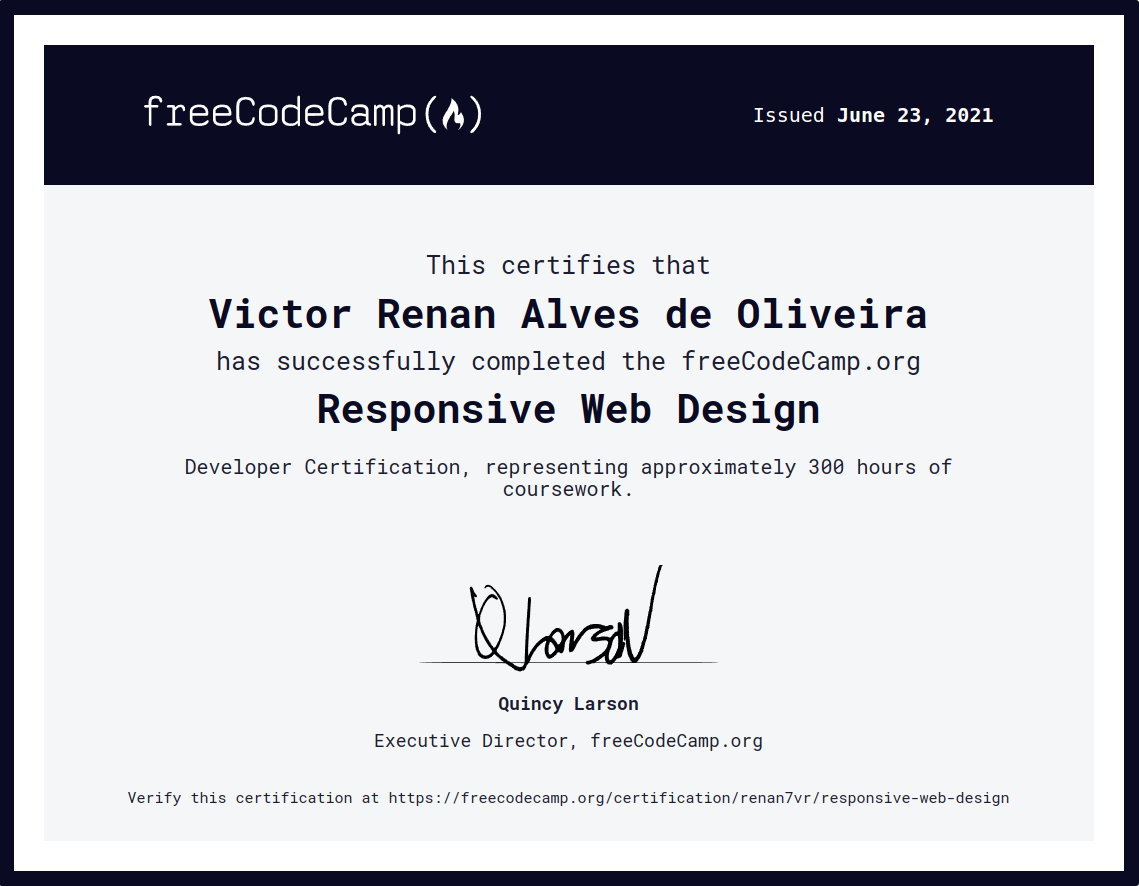 freeCodeCamp(🔥)
Issued June 23, 2021
This certifies that
Victor Renan Alves de Oliveira
has successfully completed the freeCodeCamp.org
Responsive Web Design
Developer Certification, representing approximately 300 hours of
coursework.
Q Larson
Quincy Larson
Executive Director, freeCodeCamp.org
Verify this certification at https://freecodecamp.org/certification/renan7vr/responsive-web-design